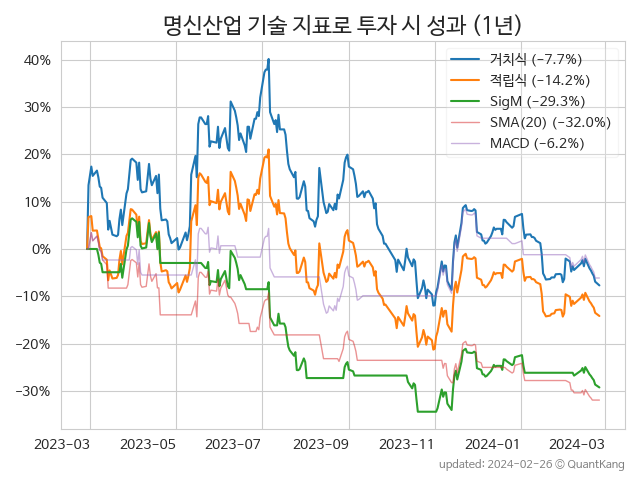 명신산업 기술 지표로 투자 시 성과 (1년)
40%
30%
20%
10%
0%
−10%
−20%
−30%
거치식 (−7.7%)
적립식 (−14.2%)
SigM (−29.3%)
SMA(20) (−32.0%)
MACD (−6.2%)
2023−03 2023−05 2023−07 2023−09 2023−11 2024−01 2024−03
updated: 2024−02−26 © QuantKang